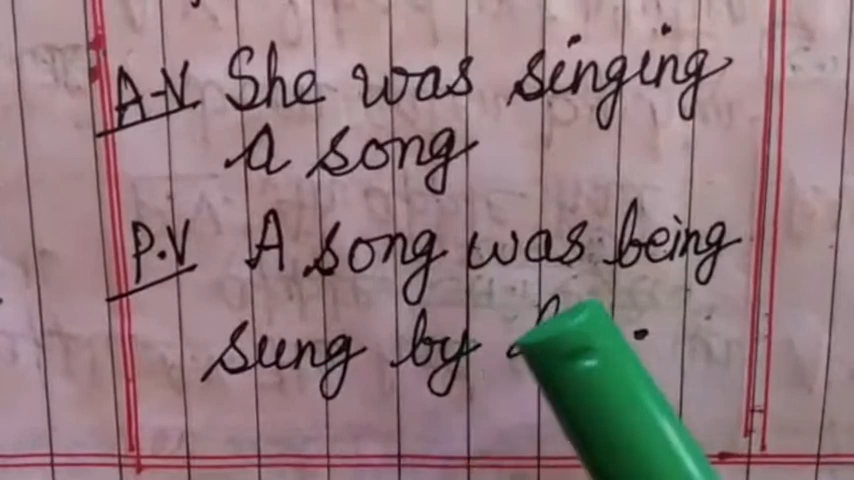 A-V She was singing
a song
P.V A song was being
sung by